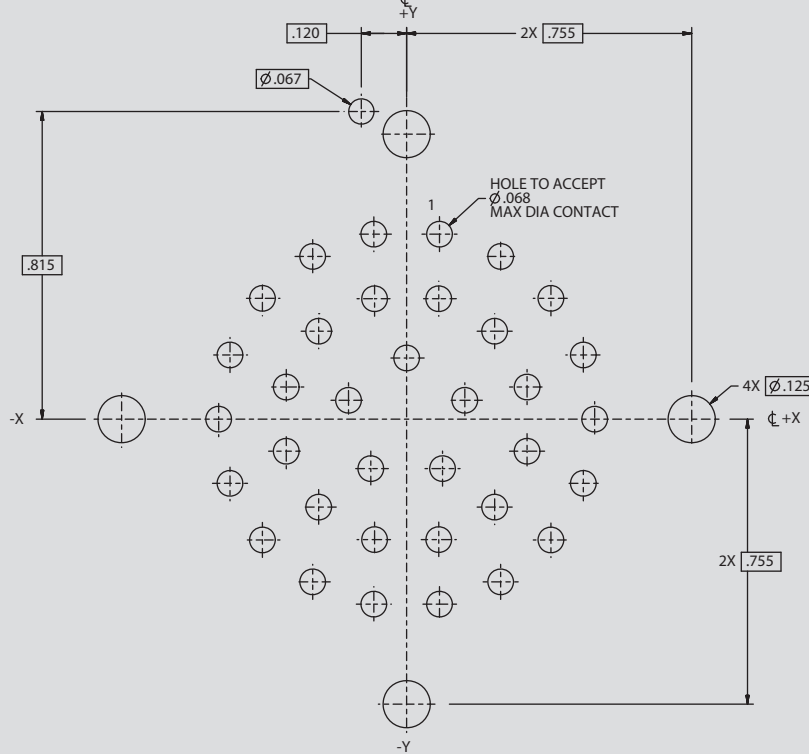 ℄
+Y
.120
2X .755
Ø.067
HOLE TO ACCEPT
Ø.068
MAX DIA CONTACT
1
.815
4X Ø.125
-X
℄ +X
2X .755
-Y